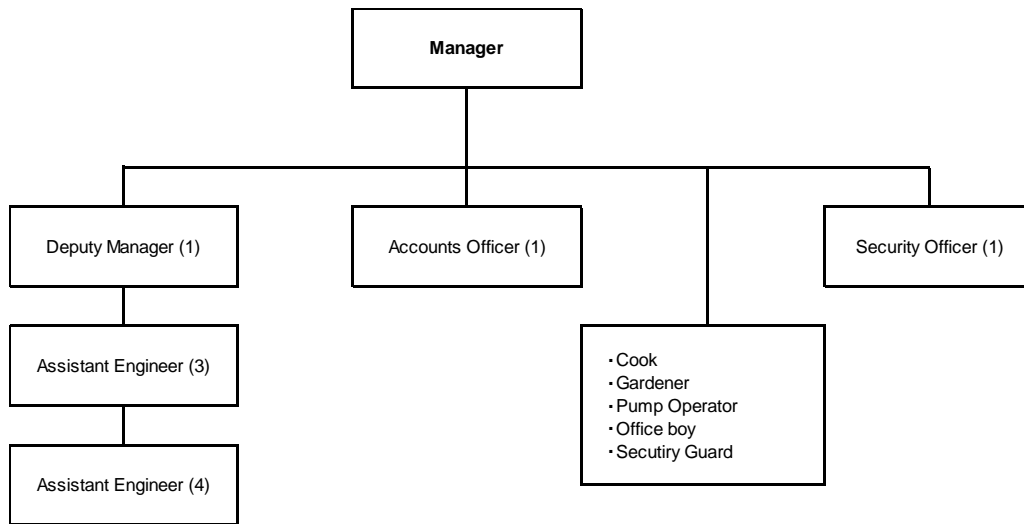 Manager
Deputy Manager (1)
Accounts Officer (1)
Security Officer (1)
Assistant Engineer (3)
・Cook
・Gardener
・Pump Operator
・Office boy
・Secutiry Guard
Assistant Engineer (4)